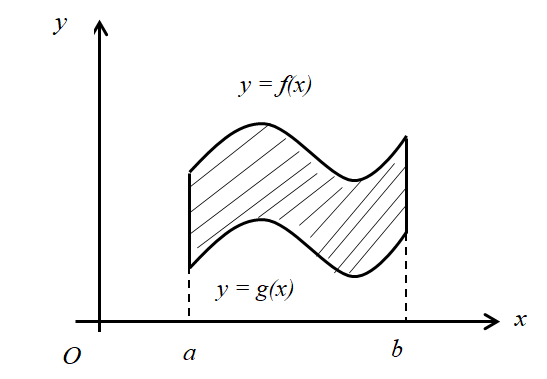 y
y = f(x)
y = g(x)
x
O
a
b